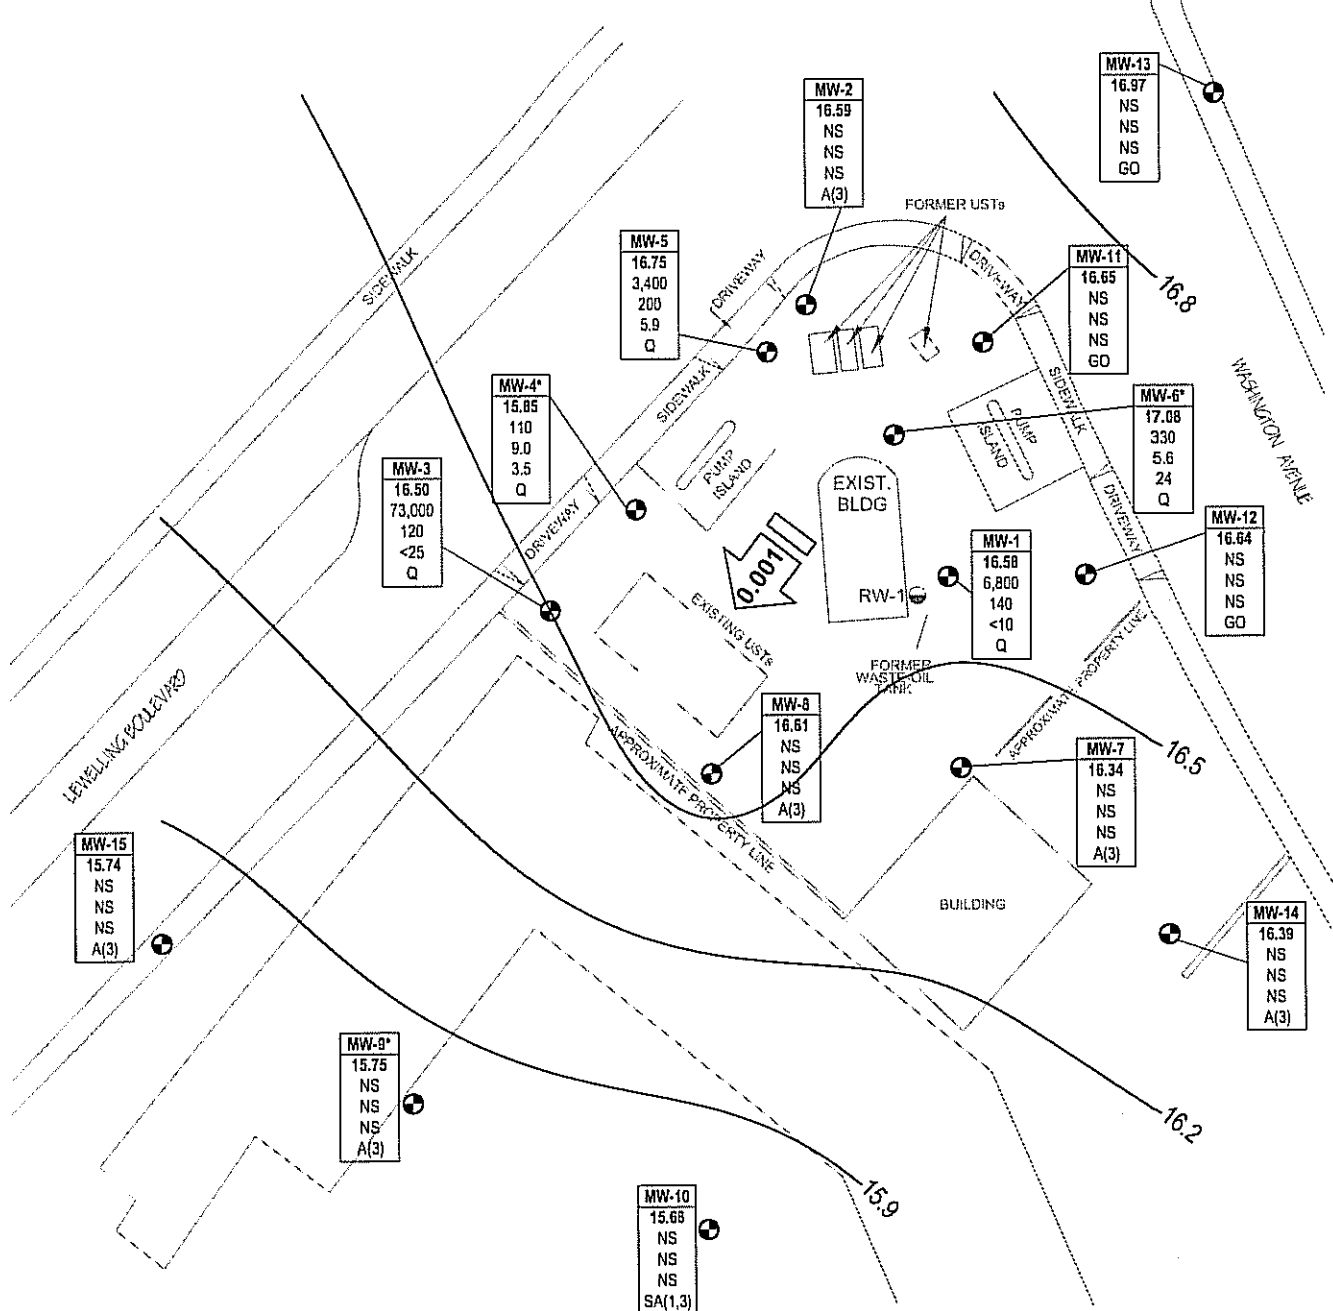 MW-13
16.97
NS
NS
NS
GO
MW-2
16.59
NS
NS
NS
A(3)
FORMER USTs
MW-5
16.75
3,400
200
5.9
Q
DRIVEWAY
DRIVEWAY
MW-11
16.65
NS
NS
NS
GO
16.8
SIDEWALK
WASHINGTON AVENUE
MW-4*
15.85
110
9.0
3.5
Q
SIDEWALK
SIDEWALK
MW-6*
17.08
330
5.6
24
Q
PUMP
ISLAND
PUMP
ISLAND
MW-3
16.50
73,000
120
<25
Q
DRIVEWAY
EXIST.
BLDG
DRIVEWAY
MW-12
16.64
NS
NS
NS
GO
MW-1
16.58
6,800
140
<10
Q
0.001
RW-1
EXISTING USTs
FORMER
WASTE-OIL
TANK
APPROXIMATE PROPERTY LINE
LEWELLING BOULEVARD
MW-8
16.61
NS
NS
NS
A(3)
16.5
MW-7
16.34
NS
NS
NS
A(3)
APPROXIMATE PROPERTY LINE
MW-15
15.74
NS
NS
NS
A(3)
BUILDING
MW-14
16.39
NS
NS
NS
A(3)
MW-9*
15.75
NS
NS
NS
A(3)
16.2
15.9
MW-10
15.68
NS
NS
NS
SA(1,3)